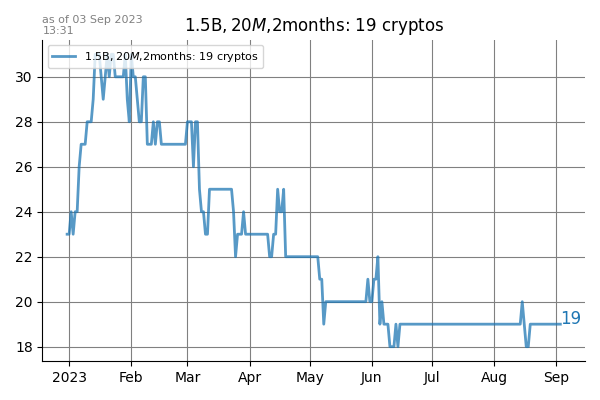 as of 03 Sep 2023
13:31
1.5B, 20M,2months: 19 cryptos
1.5B, 20M,2months: 19 cryptos
30
28
26
24
22
20
18
19
2023 Feb Mar Apr May Jun Jul Aug Sep